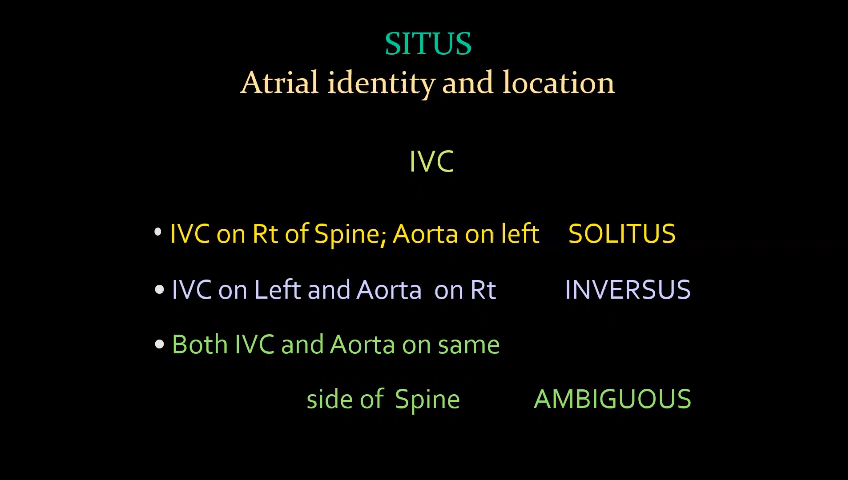 SITUS
Atrial identity and location
IVC
• IVC on Rt of Spine; Aorta on left SOLITUS
• IVC on Left and Aorta on Rt INVERSUS
• Both IVC and Aorta on same
side of Spine AMBIGUOUS